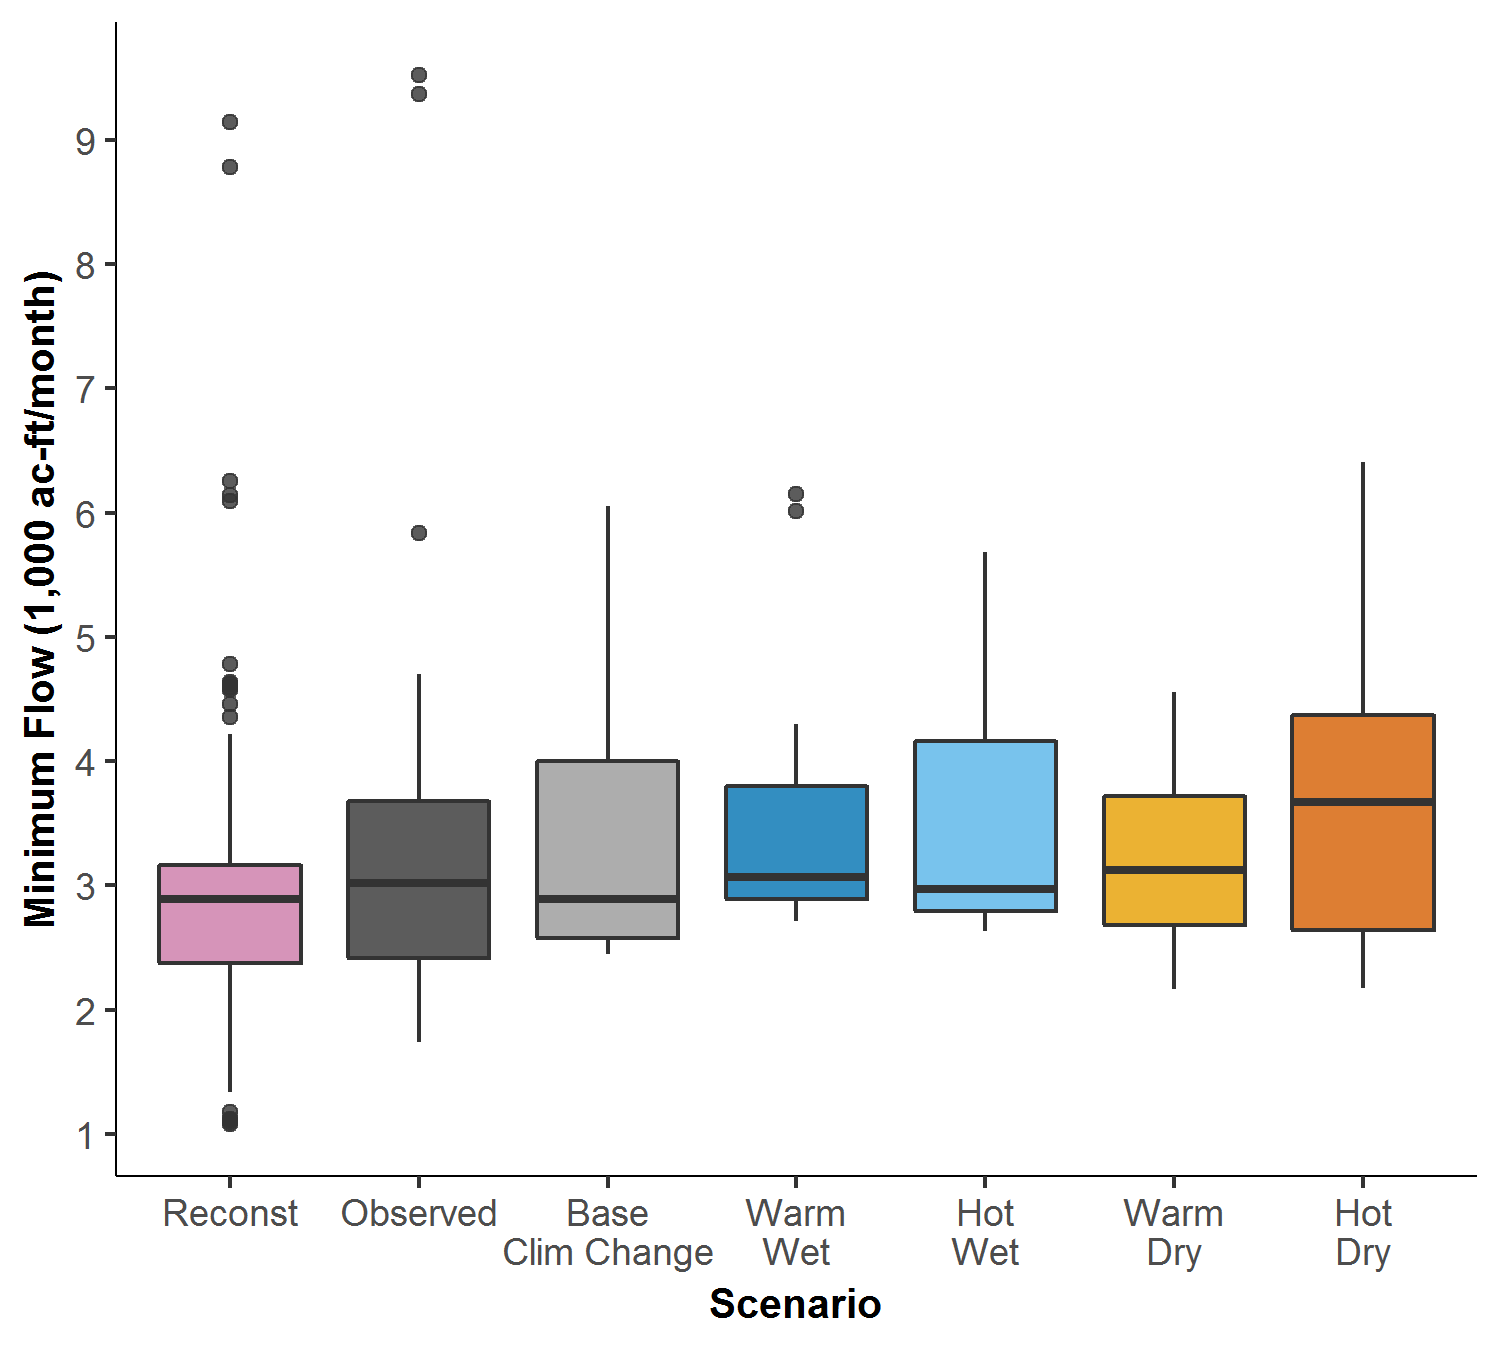 Minimum Flow (1,000 ac-ft/month)
9
8
7
6
5
4
3
2
1
Reconst
Observed
Base
Clim Change
Warm
Wet
Hot
Wet
Warm
Dry
Hot
Dry
Scenario